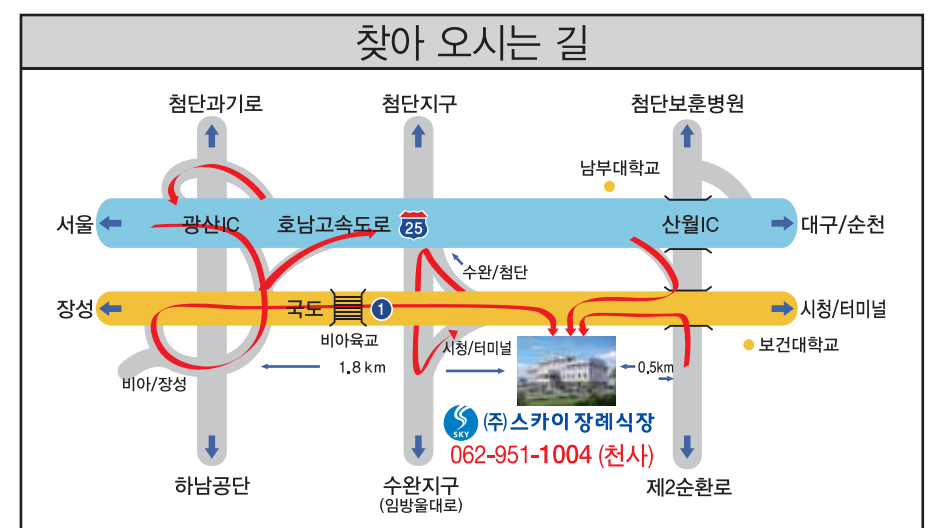 찾아 오시는 길
첨단과기로
첨단지구
첨단보훈병원
남부대학교
서울
광산IC
호남고속도로
25
산월IC
대구/순천
수완/첨단
장성
국도
1
시청/터미널
비아육교
시청/터미널
보건대학교
비아/장성
1.8 km
0.5km
SKY
(주)스카이장례식장
062-951-1004 (천사)
하남공단
수완지구
(임방울대로)
제2순환로